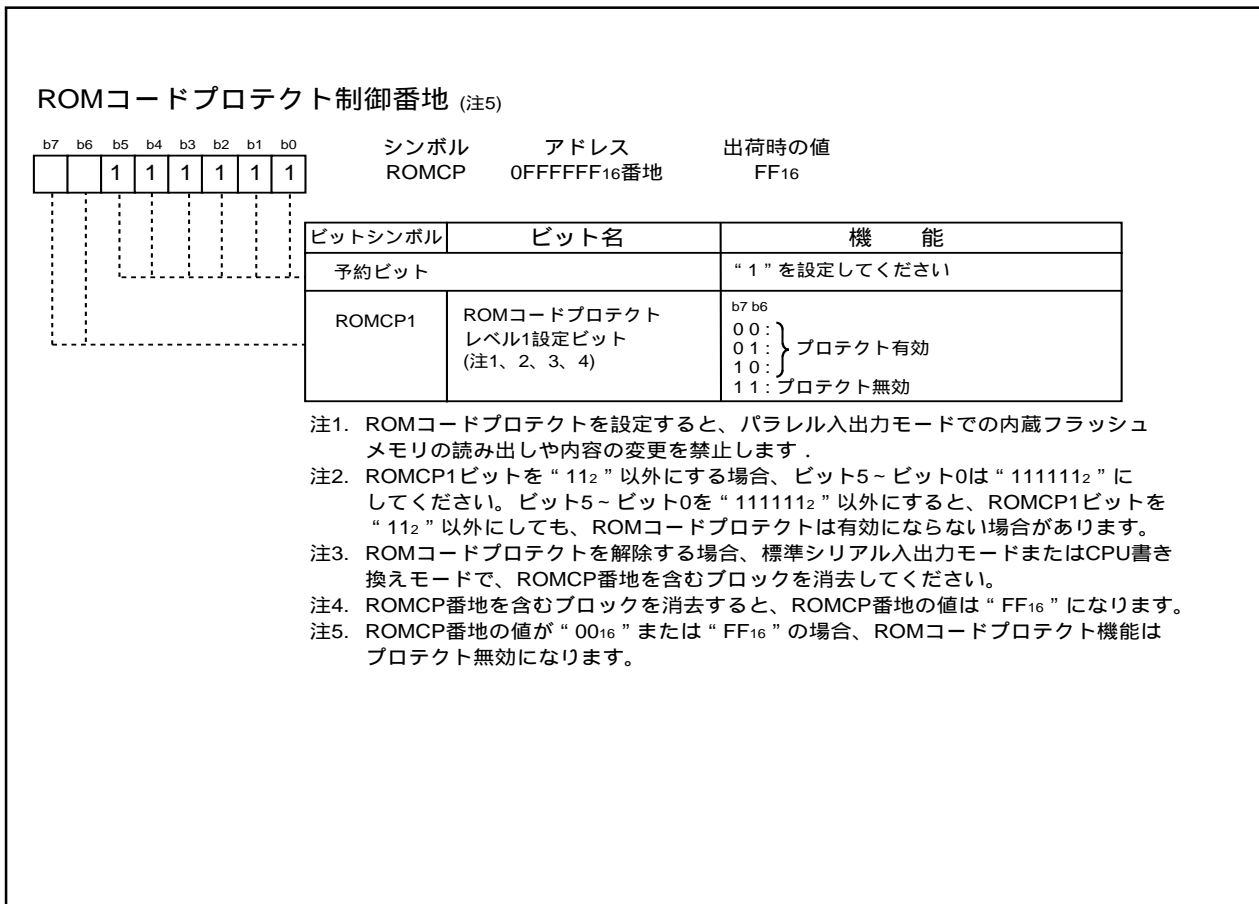 ROMコードプロテクト制御番地 (注5)
b7 b6 b5 b4 b3 b2 b1 b0
1 1 1 1 1 1
シンボル アドレス 出荷時の値
ROMCP 0FFFFFF16番地 FF16
ビットシンボル ビット名 機 能
予約ビット “1”を設定してください
ROMCP1
ROMコードプロテクト
レベル1設定ビット
(注1、2、3、4)
b7 b6
0 0 :
0 1 : プロテクト有効
1 0 :
1 1 : プロテクト無効
注1. ROMコードプロテクトを設定すると、パラレル入出力モードでの内蔵フラッシュ
メモリの読み出しや内容の変更を禁止します．
注2. ROMCP1ビットを“112”以外にする場合、ビット5~ビット0は“1111112”に
してください。ビット5~ビット0を“1111112”以外にすると、ROMCP1ビットを
“112”以外にしても、ROMコードプロテクトは有効にならない場合があります。
注3. ROMコードプロテクトを解除する場合、標準シリアル入出力モードまたはCPU書き
換えモードで、ROMCP番地を含むブロックを消去してください。
注4. ROMCP番地を含むブロックを消去すると、ROMCP番地の値は“FF16”になります。
注5. ROMCP番地の値が“0016”または“FF16”の場合、ROMコードプロテクト機能は
プロテクト無効になります。